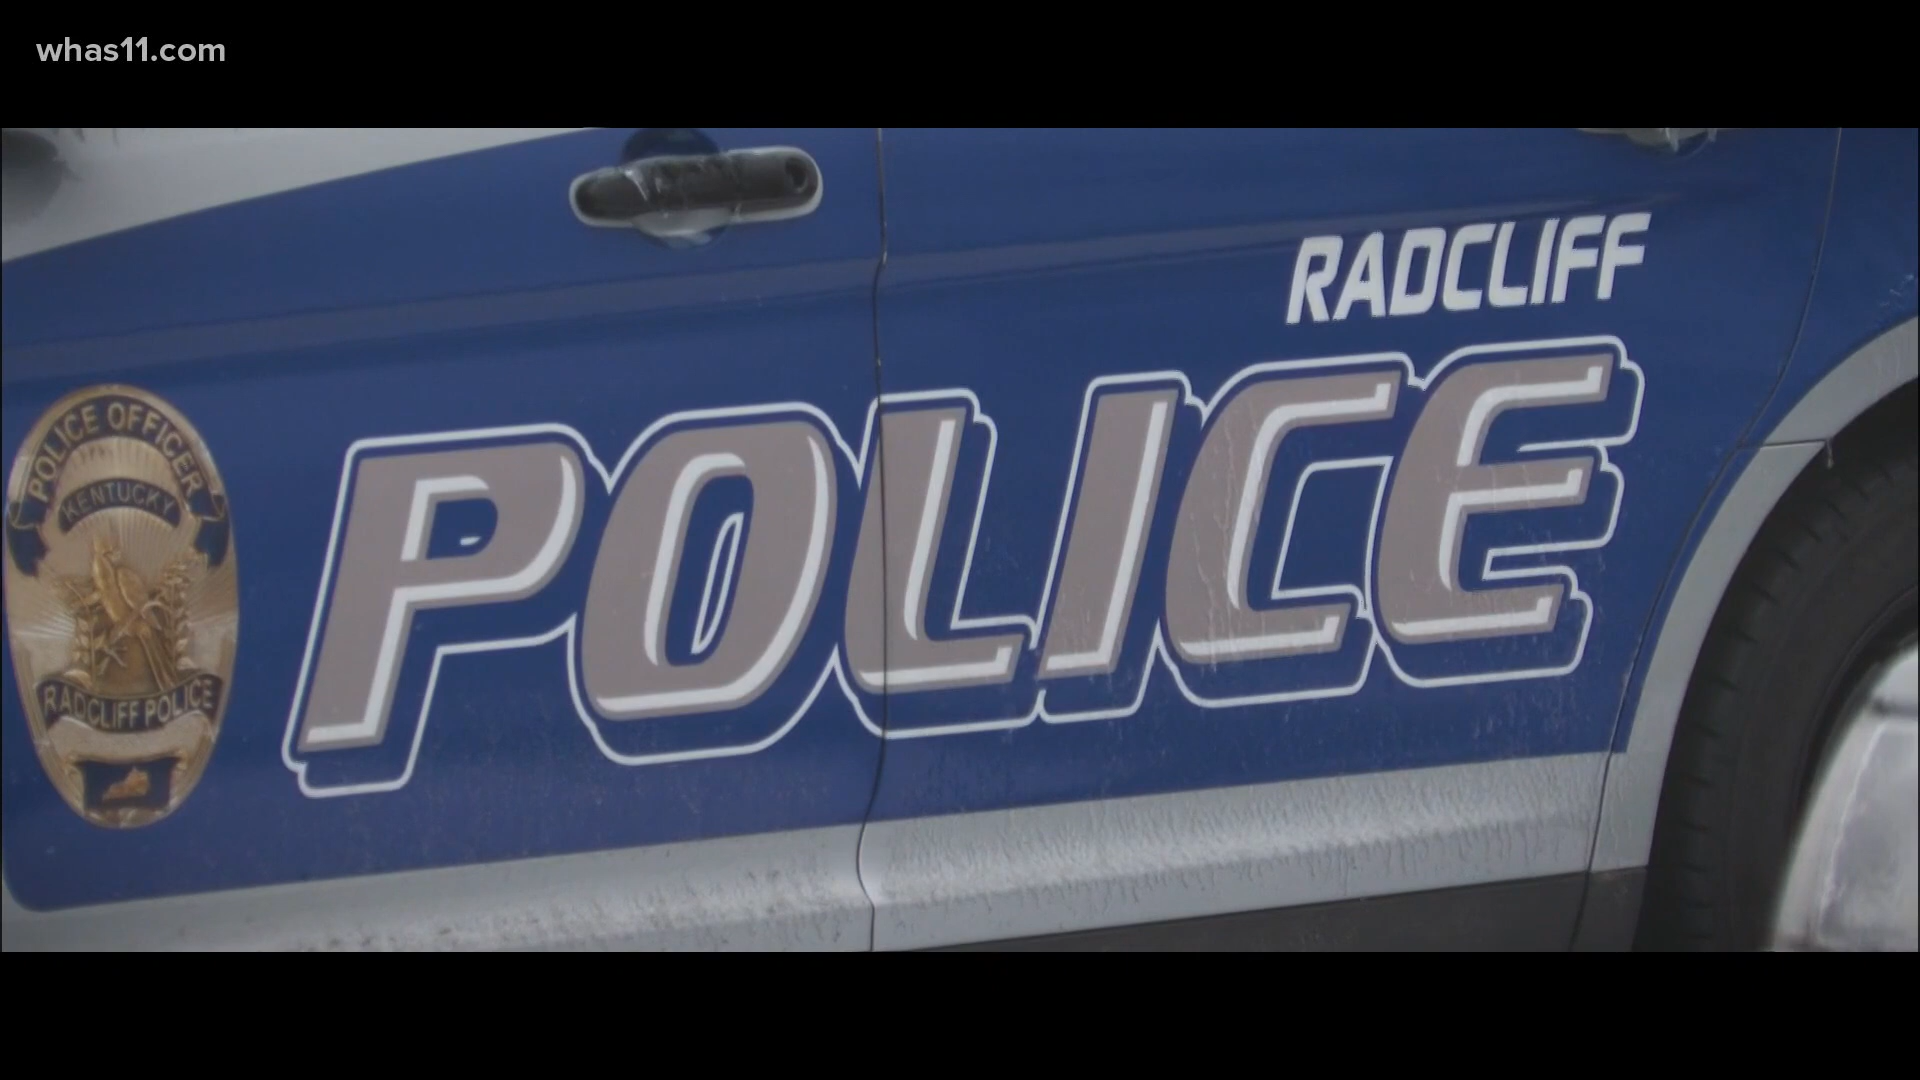 whas11.com
RADCLIFF
POLICE
POLICE OFFICER
KENTUCKY
RADCLIFF POLICE